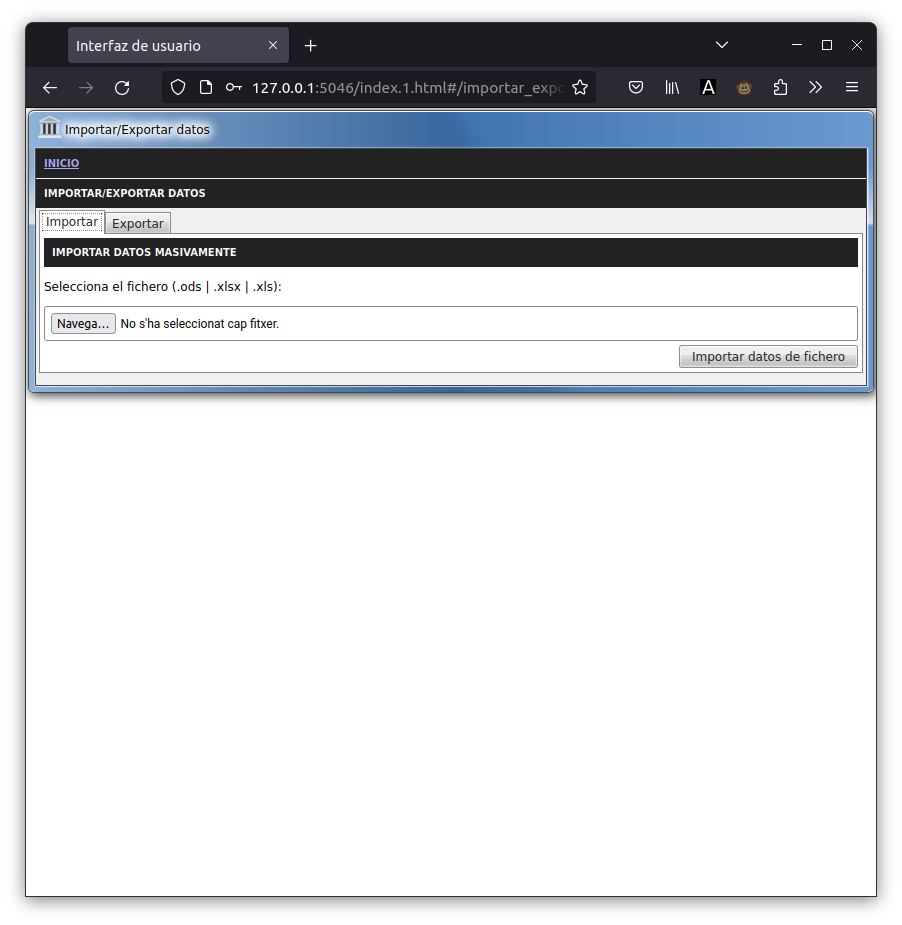 Interfaz de usuario
127.0.0.1:5046/index.1.html#/importar_expo
Importar/Exportar datos
INICIO
IMPORTAR/EXPORTAR DATOS
Importar Exportar
IMPORTAR DATOS MASIVAMENTE
Selecciona el fichero (.ods | .xlsx | .xls):
Navega... No s'ha seleccionat cap fitxer.
Importar datos de fichero